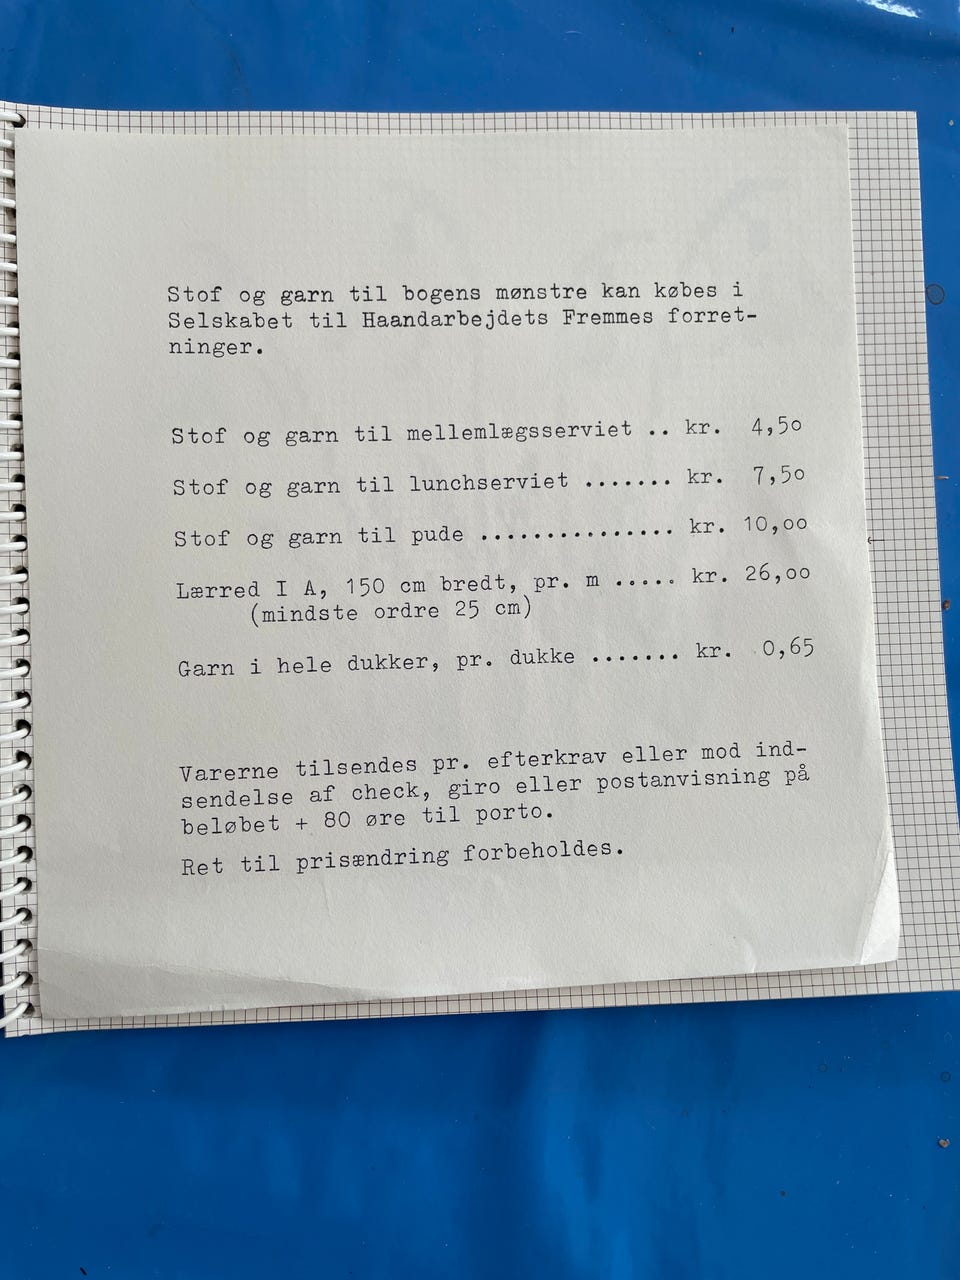 Stof og garn til bogens mønstre kan købes i
Selskabet til Haandarbejdets Fremmes forret-
ninger.
Stof og garn til mellemlægsserviet .. kr. 4,50
Stof og garn til lunchserviet ....... kr. 7,50
Stof og garn til pude ............... kr. 10,00
Lærred I A, 150 cm bredt, pr. m ..... kr. 26,00
(mindste ordre 25 cm)
Garn i hele dukker, pr. dukke ....... kr. 0,65
Varerne tilsendes pr. efterkrav eller mod ind-
sendelse af check, giro eller postanvisning på
beløbet + 80 øre til porto.
Ret til prisændring forbeholdes.